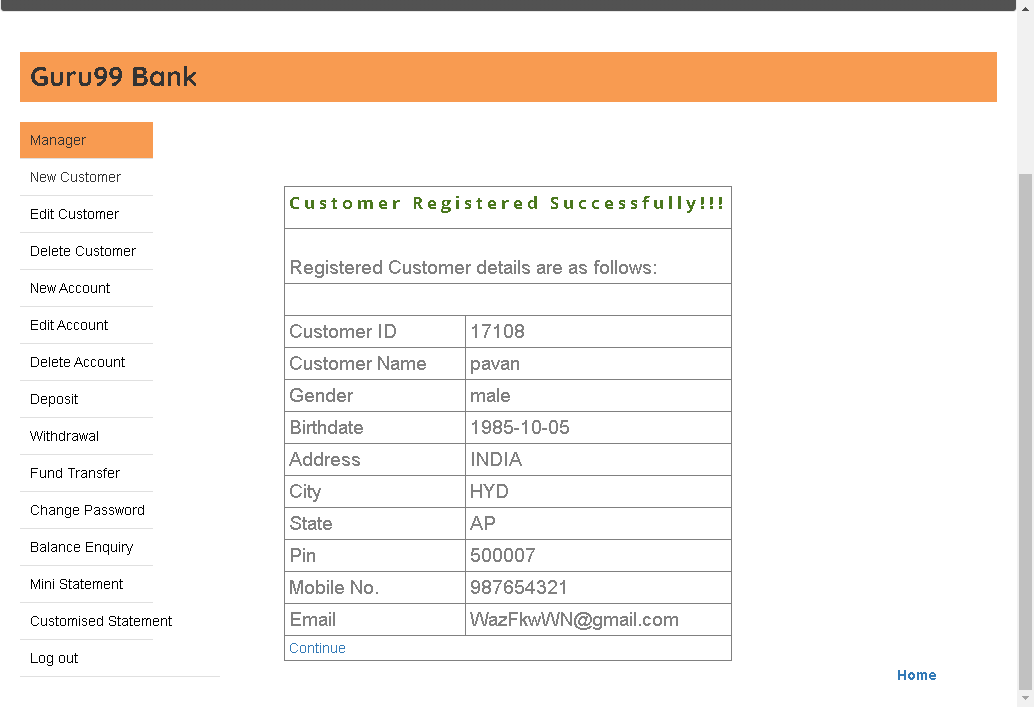 Guru99 Bank
Manager
New Customer
Edit Customer
Delete Customer
New Account
Edit Account
Delete Account
Deposit
Withdrawal
Fund Transfer
Change Password
Balance Enquiry
Mini Statement
Customised Statement
Log out
Customer Registered Successfully!!!
Registered Customer details are as follows:
Customer ID 17108
Customer Name pavan
Gender male
Birthdate 1985-10-05
Address INDIA
City HYD
State AP
Pin 500007
Mobile No. 987654321
Email WazFkwWN@gmail.com
Continue
Home